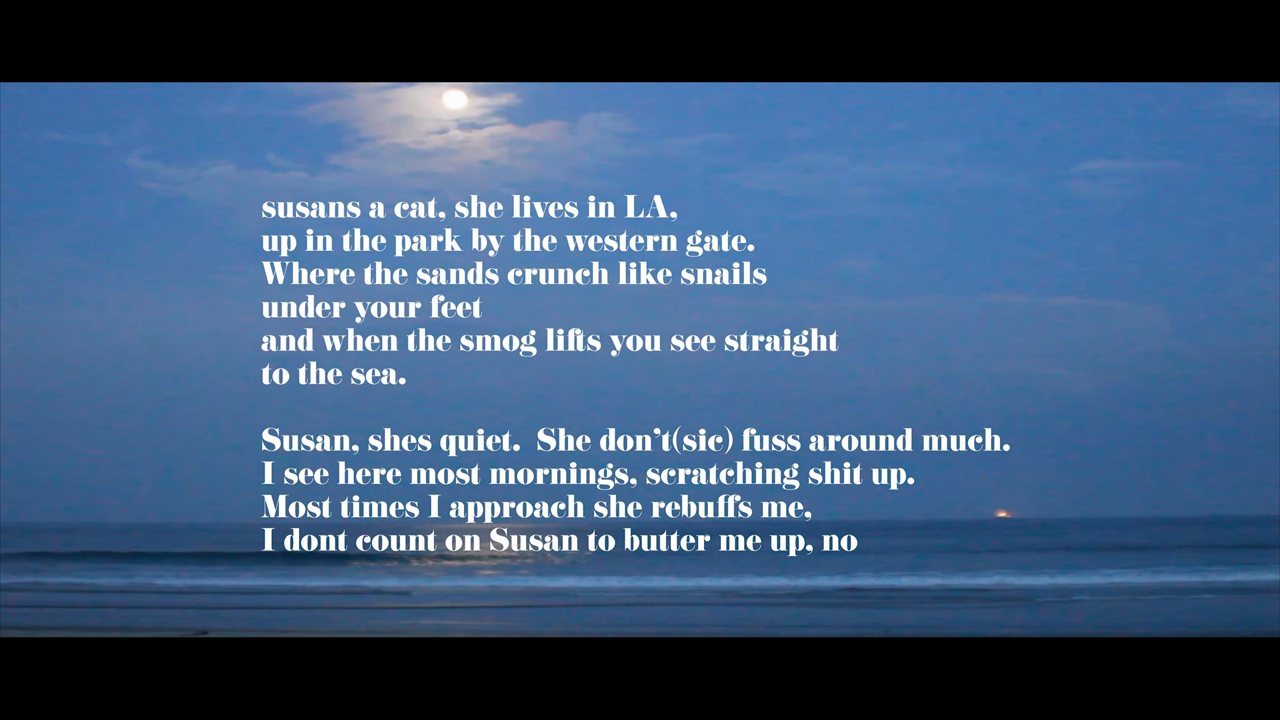 susans a cat, she lives in LA,
up in the park by the western gate.
Where the sands crunch like snails
under your feet
and when the smog lifts you see straight
to the sea.
Susan, shes quiet.  She don't(sic) fuss around much.
I see here most mornings, scratching shit up.
Most times I approach she rebuffs me,
I dont count on Susan to butter me up, no